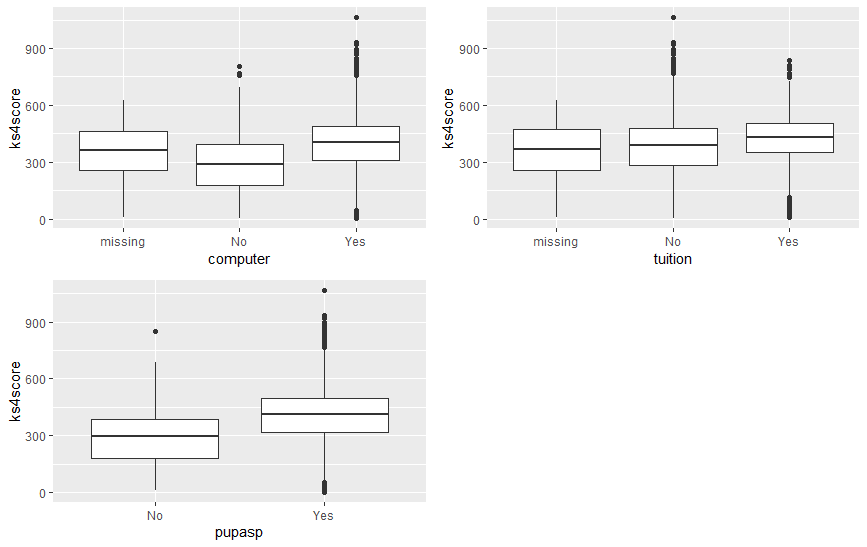 ks4score
900
600
300
0
missing
No
Yes
computer
ks4score
900
600
300
0
missing
No
Yes
tuition
ks4score
900
600
300
0
No
Yes
pupasp